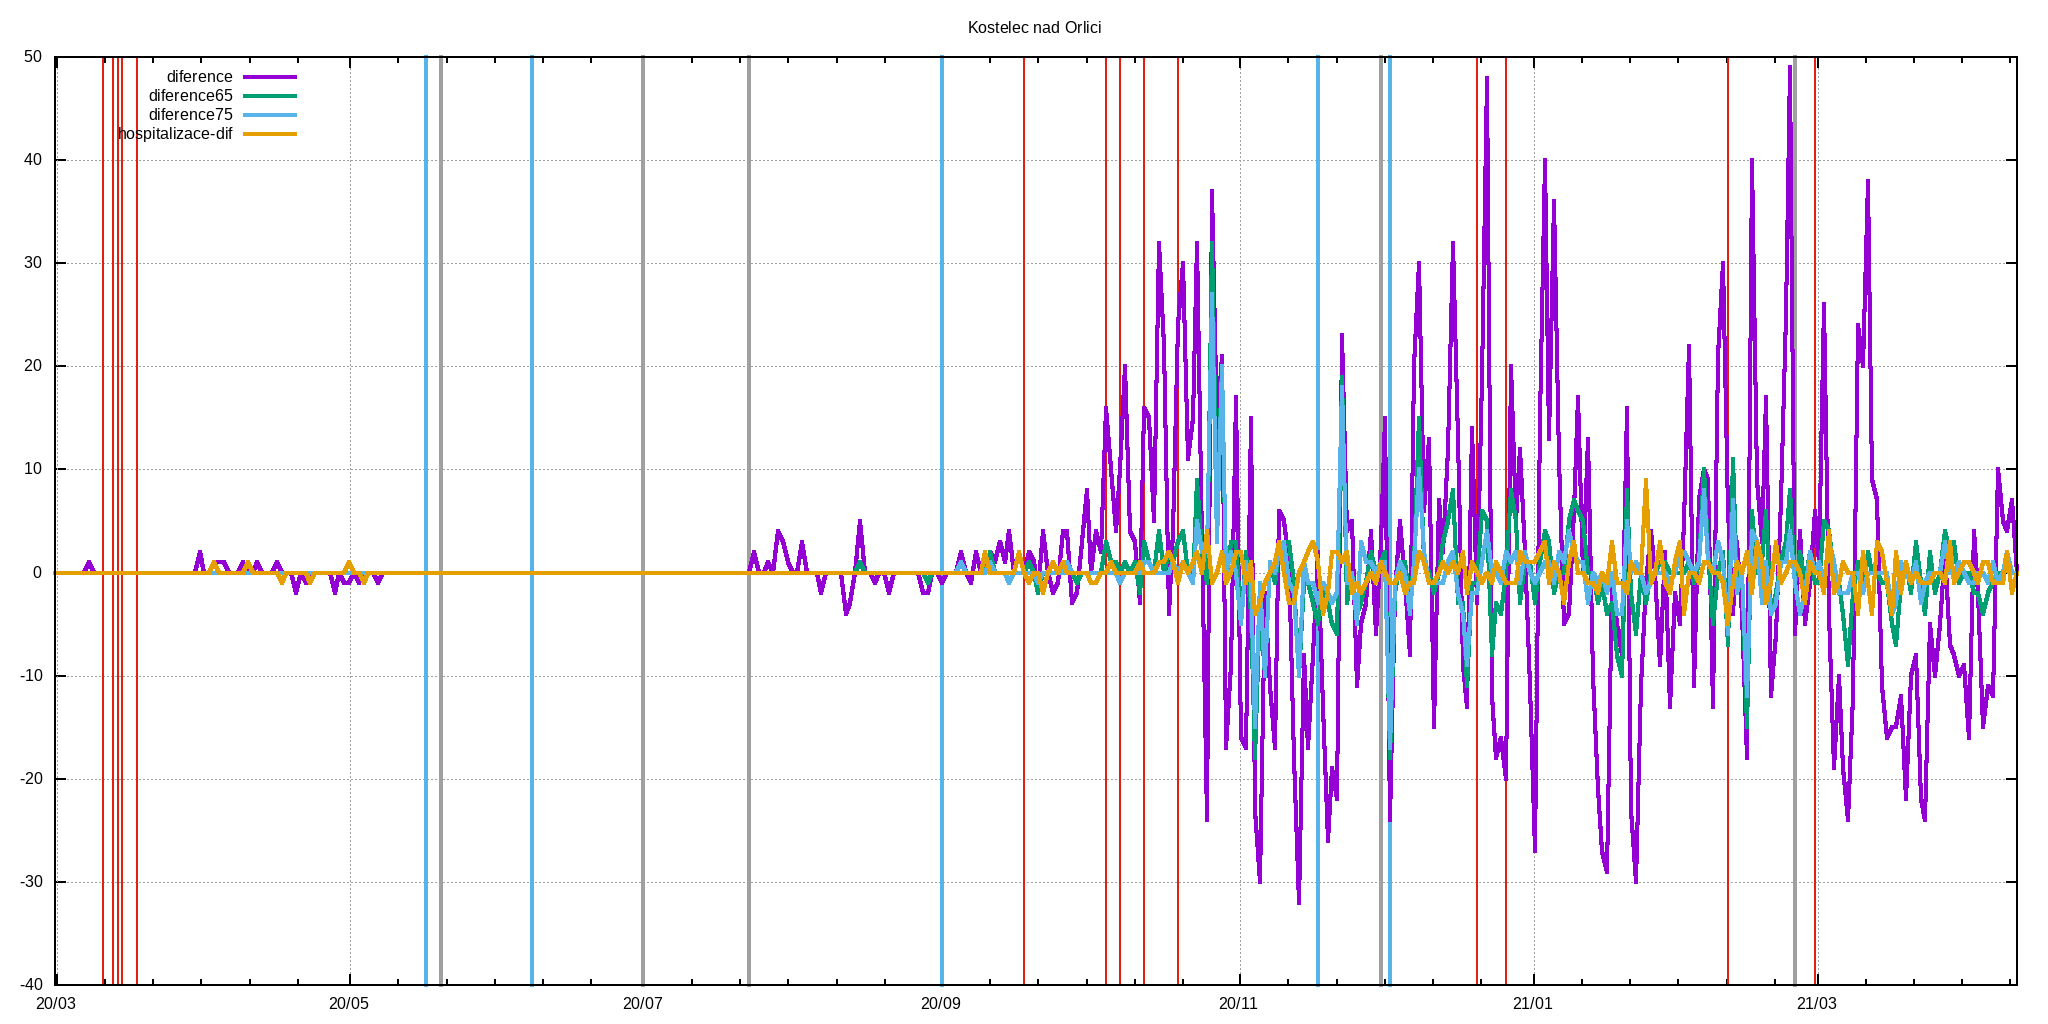 Kostelec nad Orlici
50
diference
diference65
diference75
hospitalizace-dif
40
30
20
10
0
-10
-20
-30
-40
20/03 20/05 20/07 20/09 20/11 21/01 21/03